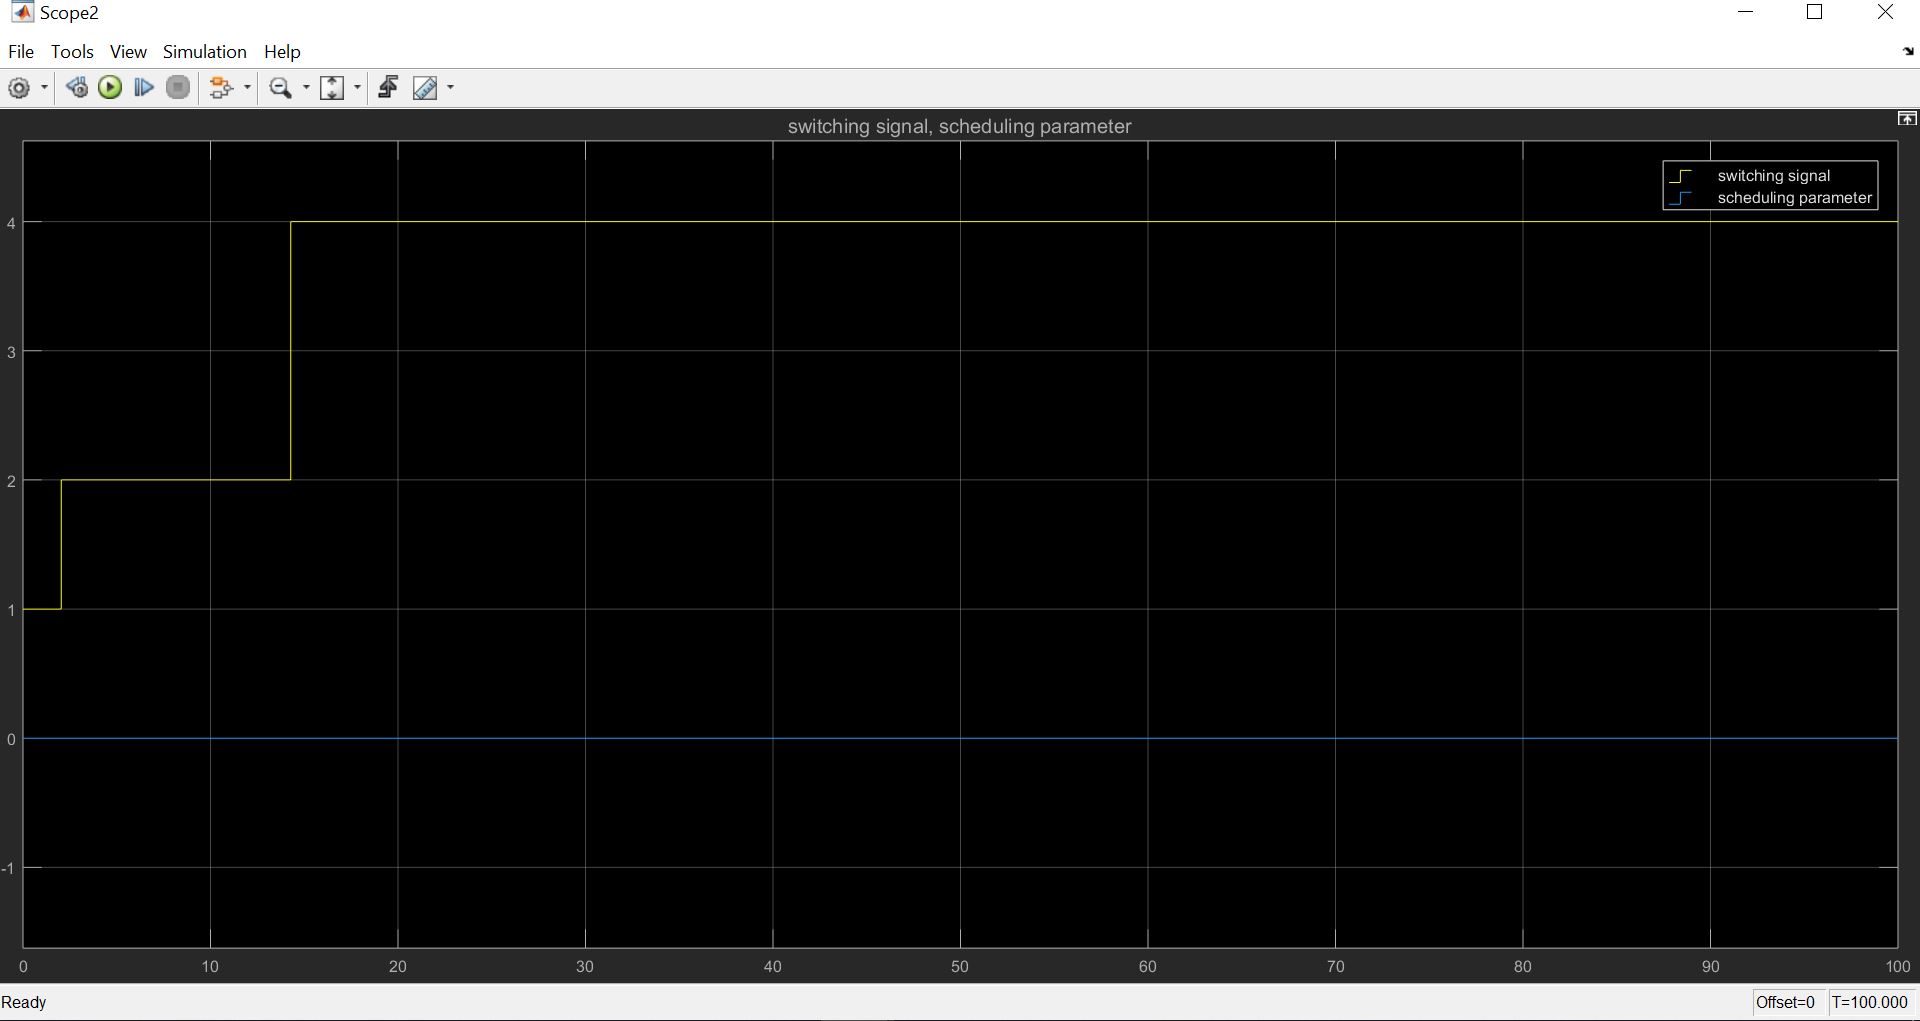 Scope2
File Tools View Simulation Help
switching signal, scheduling parameter
switching signal
scheduling parameter
4
3
2
1
0
-1
0 10 20 30 40 50 60 70 80 90 100
Ready Offset=0 T=100.000